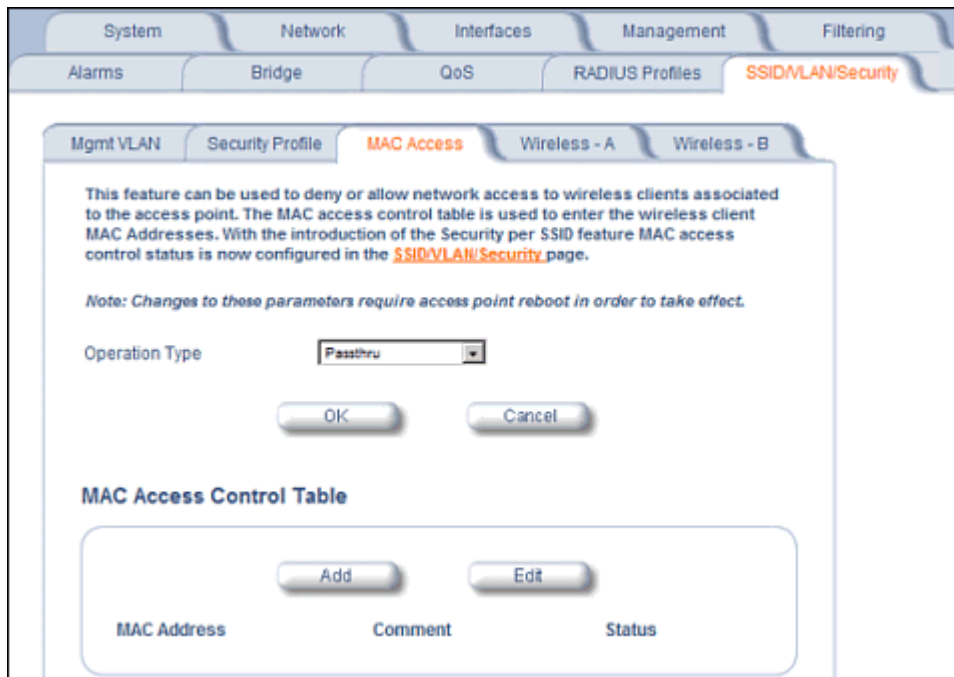 System Network Interfaces Management Filtering
Alarms Bridge QoS RADIUS Profiles SSID/VLAN/Security
Mgmt VLAN Security Profile MAC Access Wireless - A Wireless - B
This feature can be used to deny or allow network access to wireless clients associated
to the access point. The MAC access control table is used to enter the wireless client
MAC Addresses. With the introduction of the Security per SSID feature MAC access
control status is now configured in the SSID/VLAN/Security page.
Note: Changes to these parameters require access point reboot in order to take effect.
Operation Type Passthru
OK Cancel
MAC Access Control Table
Add Edit
MAC Address Comment Status